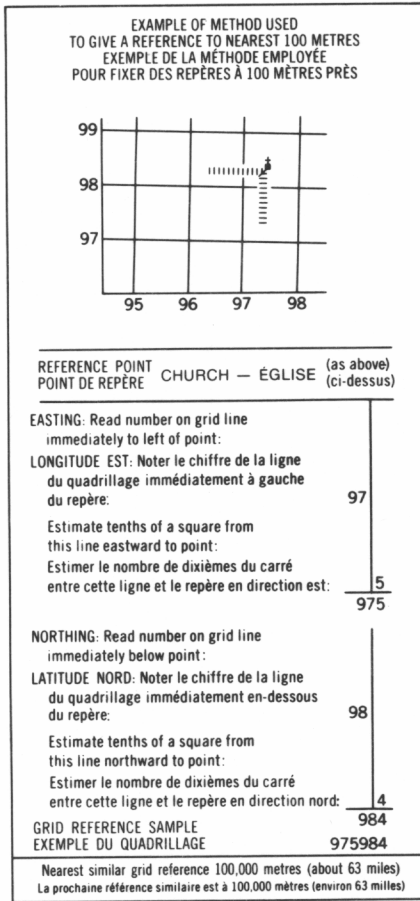 EXAMPLE OF METHOD USED
TO GIVE A REFERENCE TO NEAREST 100 METRES
EXEMPLE DE LA MÉTHODE EMPLOYÉE
POUR FIXER DES REPÈRES À 100 MÈTRES PRÈS
99
98
97
95 96 97 98
REFERENCE POINT
POINT DE REPÈRE CHURCH — ÉGLISE (as above)
(ci-dessus)
EASTING: Read number on grid line
immediately to left of point:
LONGITUDE EST: Noter le chiffre de la ligne
du quadrillage immédiatement à gauche
du repère: 97
Estimate tenths of a square from
this line eastward to point:
Estimer le nombre de dixièmes du carré
entre cette ligne et le repère en direction est: 5
975
NORTHING: Read number on grid line
immediately below point:
LATITUDE NORD: Noter le chiffre de la ligne
du quadrillage immédiatement en-dessous
du repère: 98
Estimate tenths of a square from
this line northward to point:
Estimer le nombre de dixièmes du carré
entre cette ligne et le repère en direction nord: 4
984
GRID REFERENCE SAMPLE
EXEMPLE DU QUADRILLAGE 975984
Nearest similar grid reference 100,000 metres (about 63 miles)
La prochaine référence similaire est à 100,000 mètres (environ 63 milles)